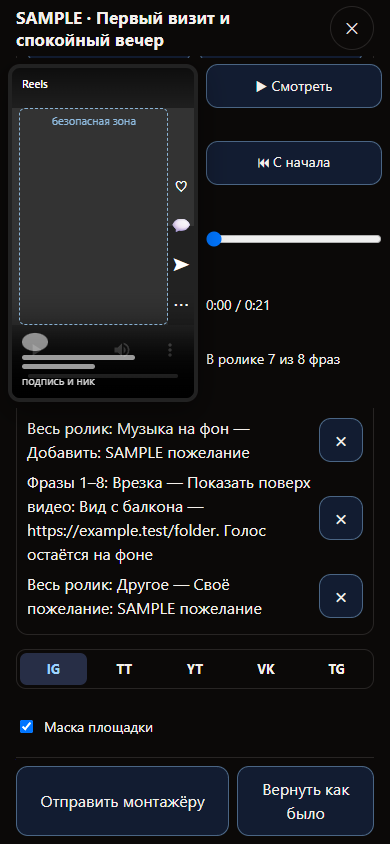 SAMPLE · Первый визит и
спокойный вечер
Reels
безопасная зона
подпись и ник
▶ Смотреть
⏮ С начала
0:00 / 0:21
В ролике 7 из 8 фраз
Весь ролик: Музыка на фон —
Добавить: SAMPLE пожелание
Фразы 1–8: Врезка — Показать поверх
видео: Вид с балкона —
https://example.test/folder. Голос
остаётся на фоне
Весь ролик: Другое — Своё
пожелание: SAMPLE пожелание
IG TT YT VK TG
Маска площадки
Отправить монтажёру
Вернуть как
было